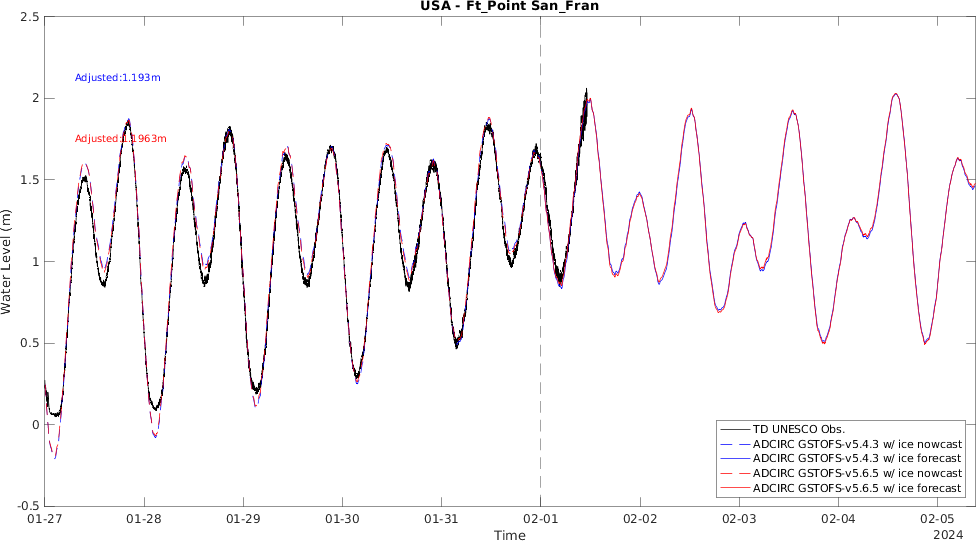 USA - Ft_Point San_Fran
2.5
2
1.5
1
0.5
0
-0.5
Water Level (m)
Adjusted:1.193m
Adjusted:1.1963m
TD UNESCO Obs.
ADCIRC GSTOFS-v5.4.3 w/ ice nowcast
ADCIRC GSTOFS-v5.4.3 w/ ice forecast
ADCIRC GSTOFS-v5.6.5 w/ ice nowcast
ADCIRC GSTOFS-v5.6.5 w/ ice forecast
01-27 01-28 01-29 01-30 01-31 02-01 02-02 02-03 02-04 02-05
Time
2024